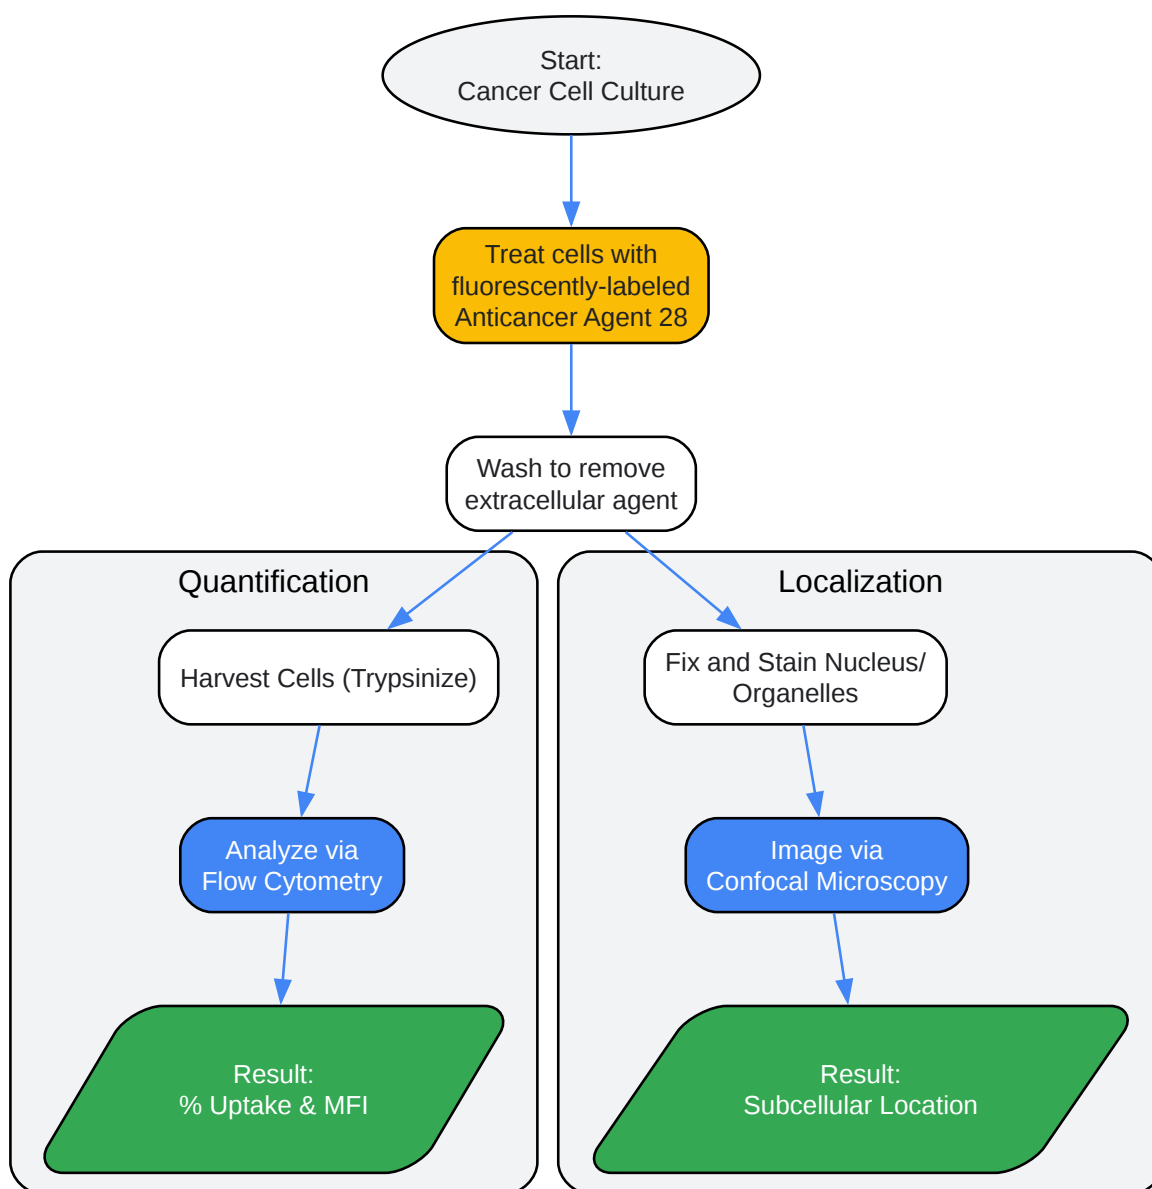 Start:
Cancer Cell Culture
Treat cells with
fluorescently-labeled
Anticancer Agent 28
Wash to remove
extracellular agent
Quantification
Harvest Cells (Trypsinize)
Analyze via
Flow Cytometry
Result:
% Uptake & MFI
Localization
Fix and Stain Nucleus/
Organelles
Image via
Confocal Microscopy
Result:
Subcellular Location